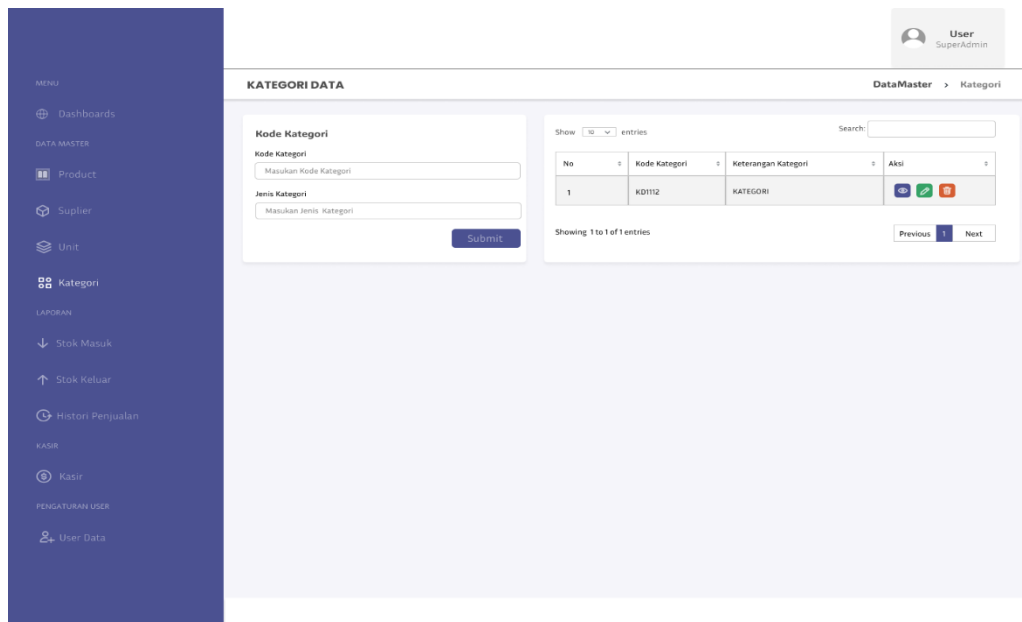 User
SuperAdmin
MENU
Dashboards
DATA MASTER
Product
Suplier
Unit
Kategori
LAPORAN
Stok Masuk
Stok Keluar
Histori Penjualan
KASIR
Kasir
PENGATURAN USER
User Data
KATEGORI DATA
DataMaster > Kategori
Kode Kategori
Kode Kategori
Masukan Kode Kategori
Jenis Kategori
Masukan Jenis Kategori
Submit
Show 10 entries
Search:
No Kode Kategori Keterangan Kategori Aksi
1 KD1112 KATEGORI
Showing 1 to 1 of 1 entries
Previous 1 Next